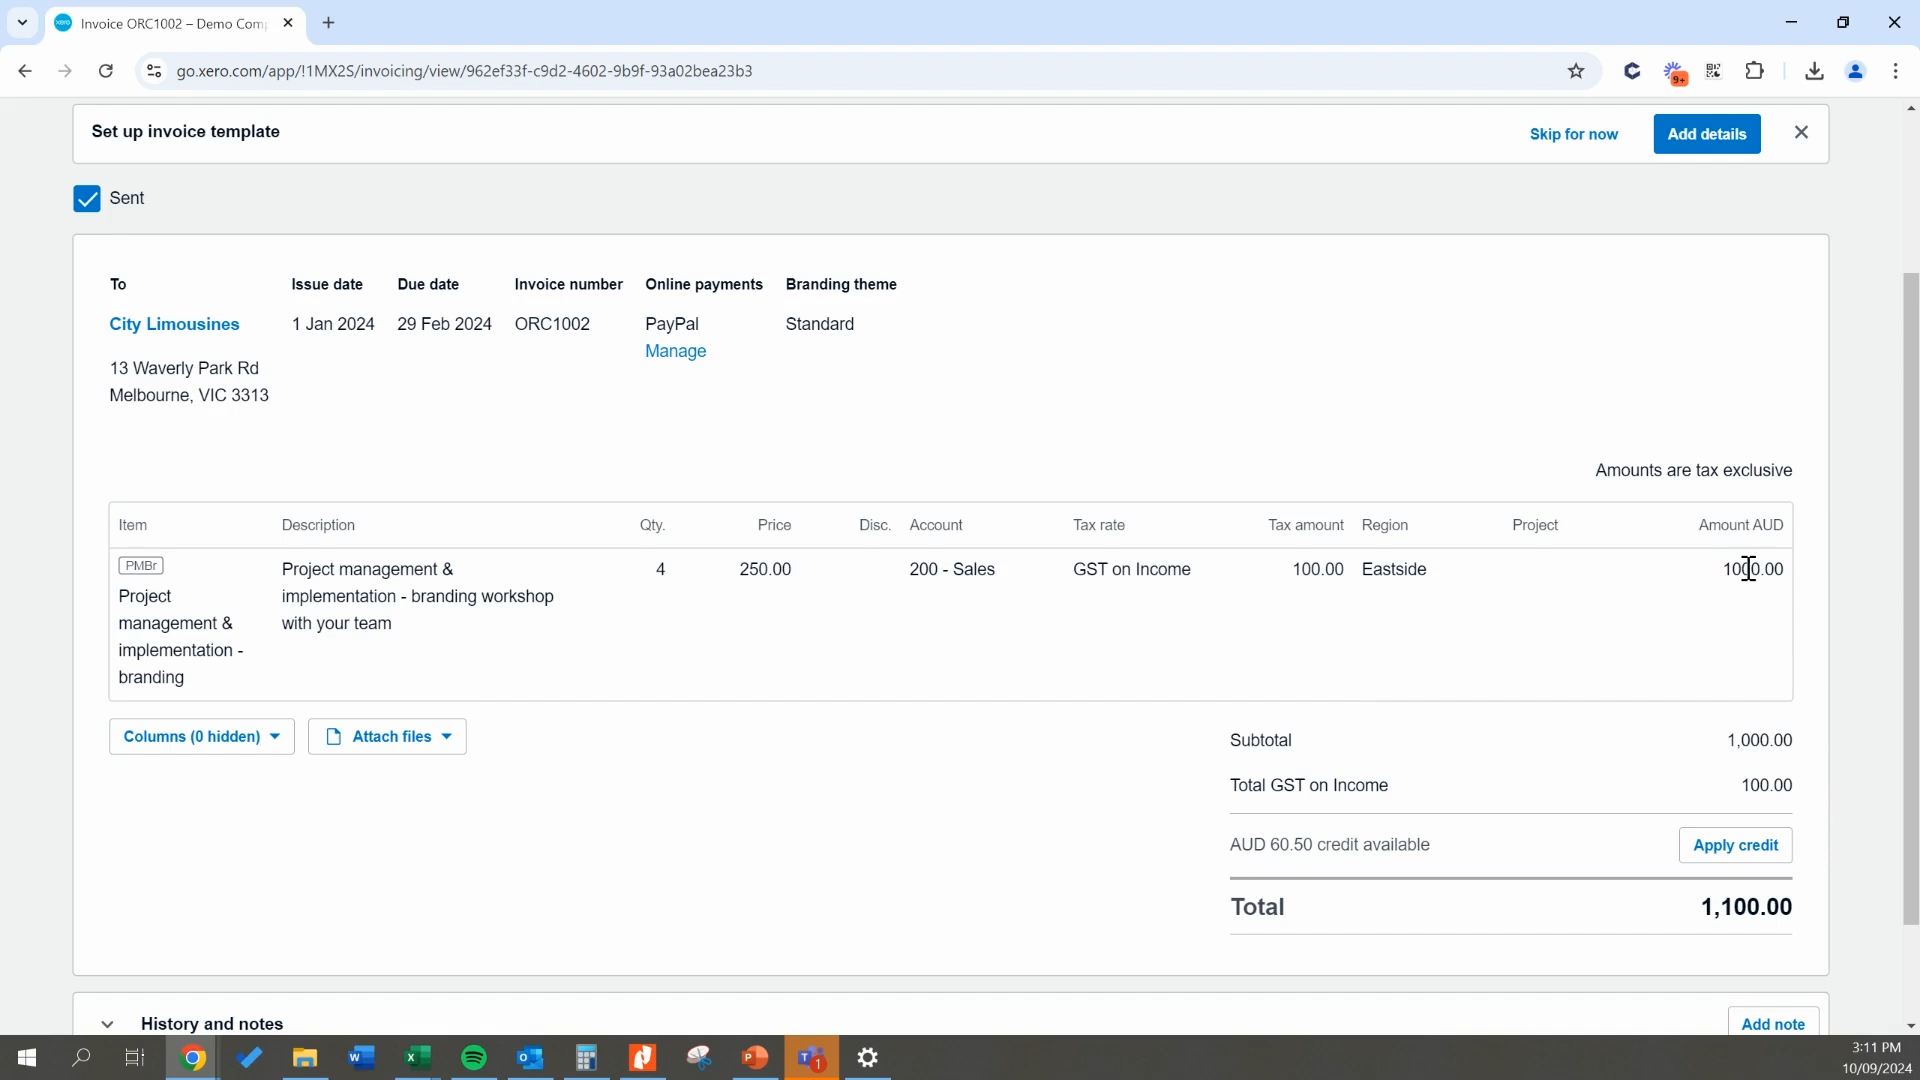 Invoice ORC1002 – Demo Comp
go.xero.com/app/!1MX2S/invoicing/view/962ef33f-c9d2-4602-9b9f-93a02bea23b3
9+
Set up invoice template
Skip for now
Add details
Sent
To
Issue date
Due date
Invoice number
Online payments
Branding theme
City Limousines
1 Jan 2024
29 Feb 2024
ORC1002
PayPal
Standard
Manage
13 Waverly Park Rd
Melbourne, VIC 3313
Amounts are tax exclusive
Item
Description
Qty.
Price
Disc.
Account
Tax rate
Tax amount
Region
Project
Amount AUD
PMBr
Project
management &
implementation -
branding
Project management &
implementation - branding workshop
with your team
4
250.00
200 - Sales
GST on Income
100.00
Eastside
1000.00
Columns (0 hidden)
Attach files
Subtotal
1,000.00
Total GST on Income
100.00
AUD 60.50 credit available
Apply credit
Total
1,100.00
History and notes
Add note
3:11 PM
10/09/2024